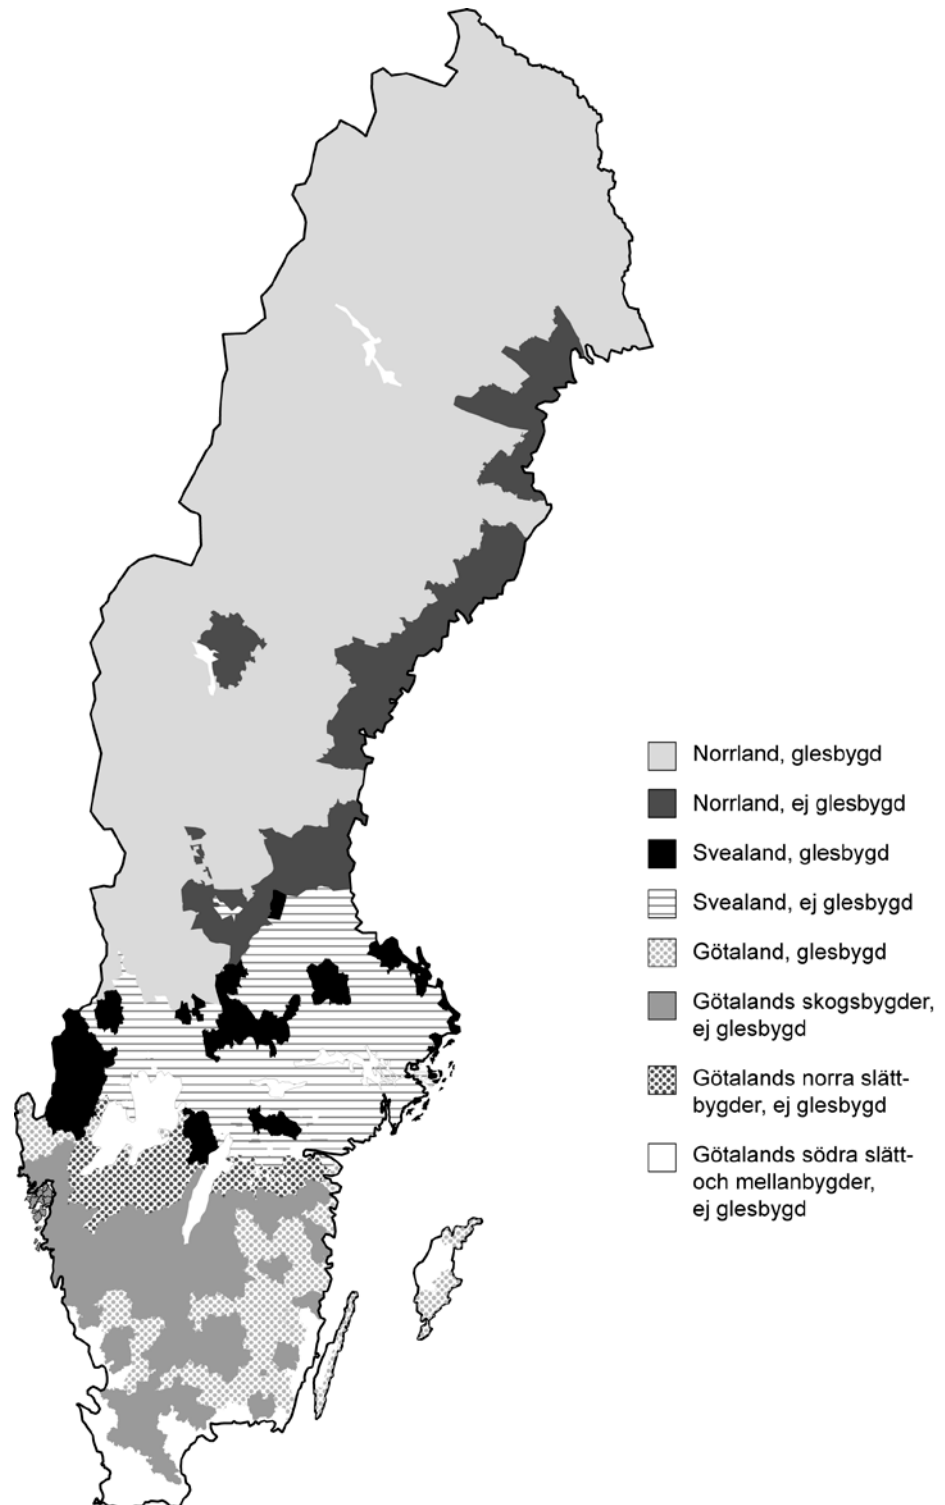 Norrland, glesbygd
Norrland, ej glesbygd
Svealand, glesbygd
Svealand, ej glesbygd
Götaland, glesbygd
Götalands skogsbygder,
ej glesbygd
Götalands norra slätt-
bygder, ej glesbygd
Götalands södra slätt-
och mellanbygder,
ej glesbygd